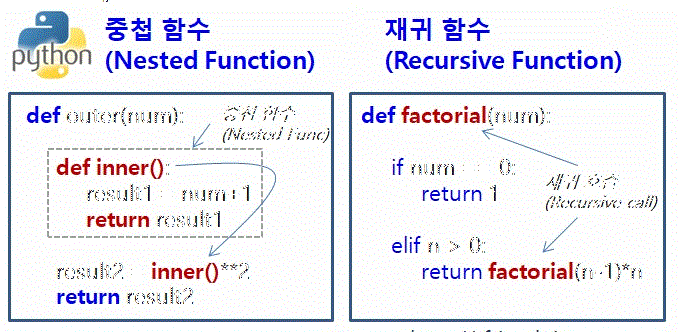 python
중첩 함수
(Nested Function)
재귀 함수
(Recursive Function)
def outer(num):
중첩 함수
(Nested Func)
def inner():
result1 = num+1
return result1
result2 = inner()**2
return result2
def factorial(num):
if num == 0:
return 1
재귀 호출
(Recursive call)
elif n > 0:
return factorial(n-1)*n